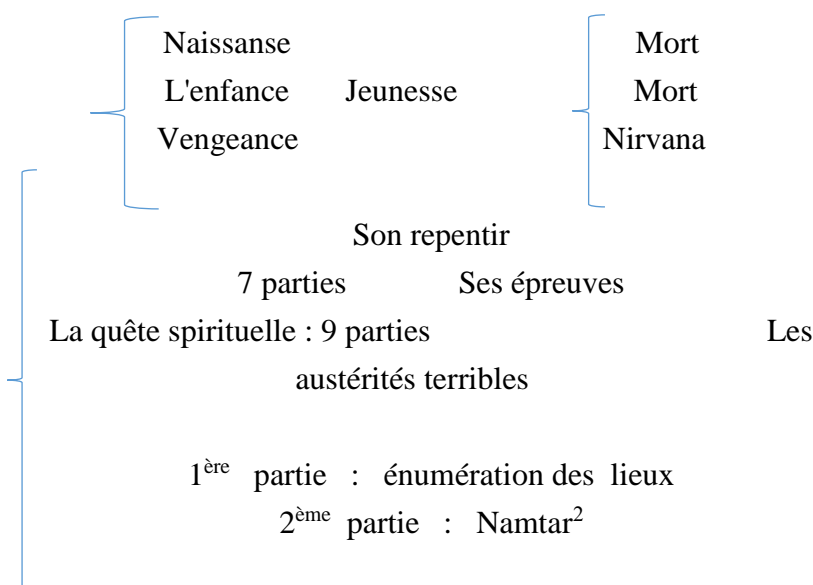 Naissanse Mort
L'enfance Jeunesse Mort
Vengeance Nirvana
Son repentir
7 parties Ses épreuves
La quête spirituelle : 9 parties Les
austérités terribles
1ère partie : énumération des lieux
2ème partie : Namtar2